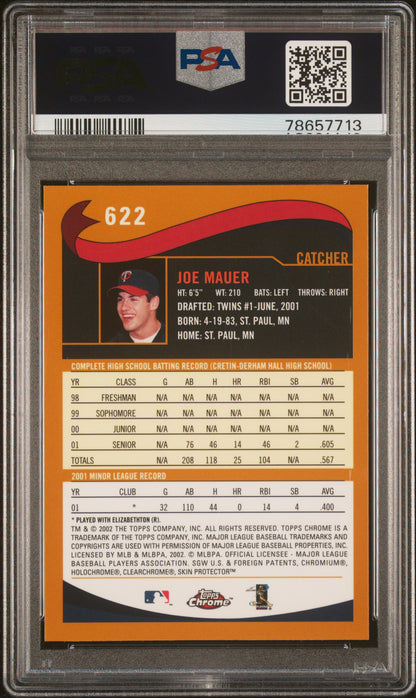 PSA
78657713
622
CATCHER
JOE MAUER
HT: 6'5" WT: 210 BATS: LEFT THROWS: RIGHT
DRAFTED: TWINS #1-JUNE, 2001
BORN: 4-19-83, ST. PAUL, MN
HOME: ST. PAUL, MN
COMPLETE HIGH SCHOOL BATTING RECORD (CRETIN-DERHAM HALL HIGH SCHOOL)
YR CLASS G AB H HR RBI SB AVG
98 FRESHMAN N/A N/A N/A N/A N/A N/A N/A
99 SOPHOMORE N/A N/A N/A N/A N/A N/A N/A
00 JUNIOR N/A N/A N/A N/A N/A N/A N/A
01 SENIOR N/A 76 46 14 46 2 .605
TOTALS N/A 208 118 25 104 N/A .567
2001 MINOR LEAGUE RECORD
YR CLUB G AB H HR RBI SB AVG
01 * 32 110 44 0 14 4 .400
* PLAYED WITH ELIZABETHTON (R).
TM & © 2002 THE TOPPS COMPANY, INC. ALL RIGHTS RESERVED. TOPPS CHROME IS A
TRADEMARK OF THE TOPPS COMPANY, INC. MAJOR LEAGUE BASEBALL TRADEMARKS AND
COPYRIGHTS ARE USED WITH PERMISSION OF MAJOR LEAGUE BASEBALL PROPERTIES, INC.
LICENSED BY MLB & MLBPA, 2002. © MLBPA. OFFICIAL LICENSEE - MAJOR LEAGUE
BASEBALL PLAYERS ASSOCIATION. SGW U.S. & FOREIGN PATENTS, CHROMIUM®,
HOLOCHROME®, CLEARCHROME®, SKIN PROTECTOR™
TOPPS
Chrome